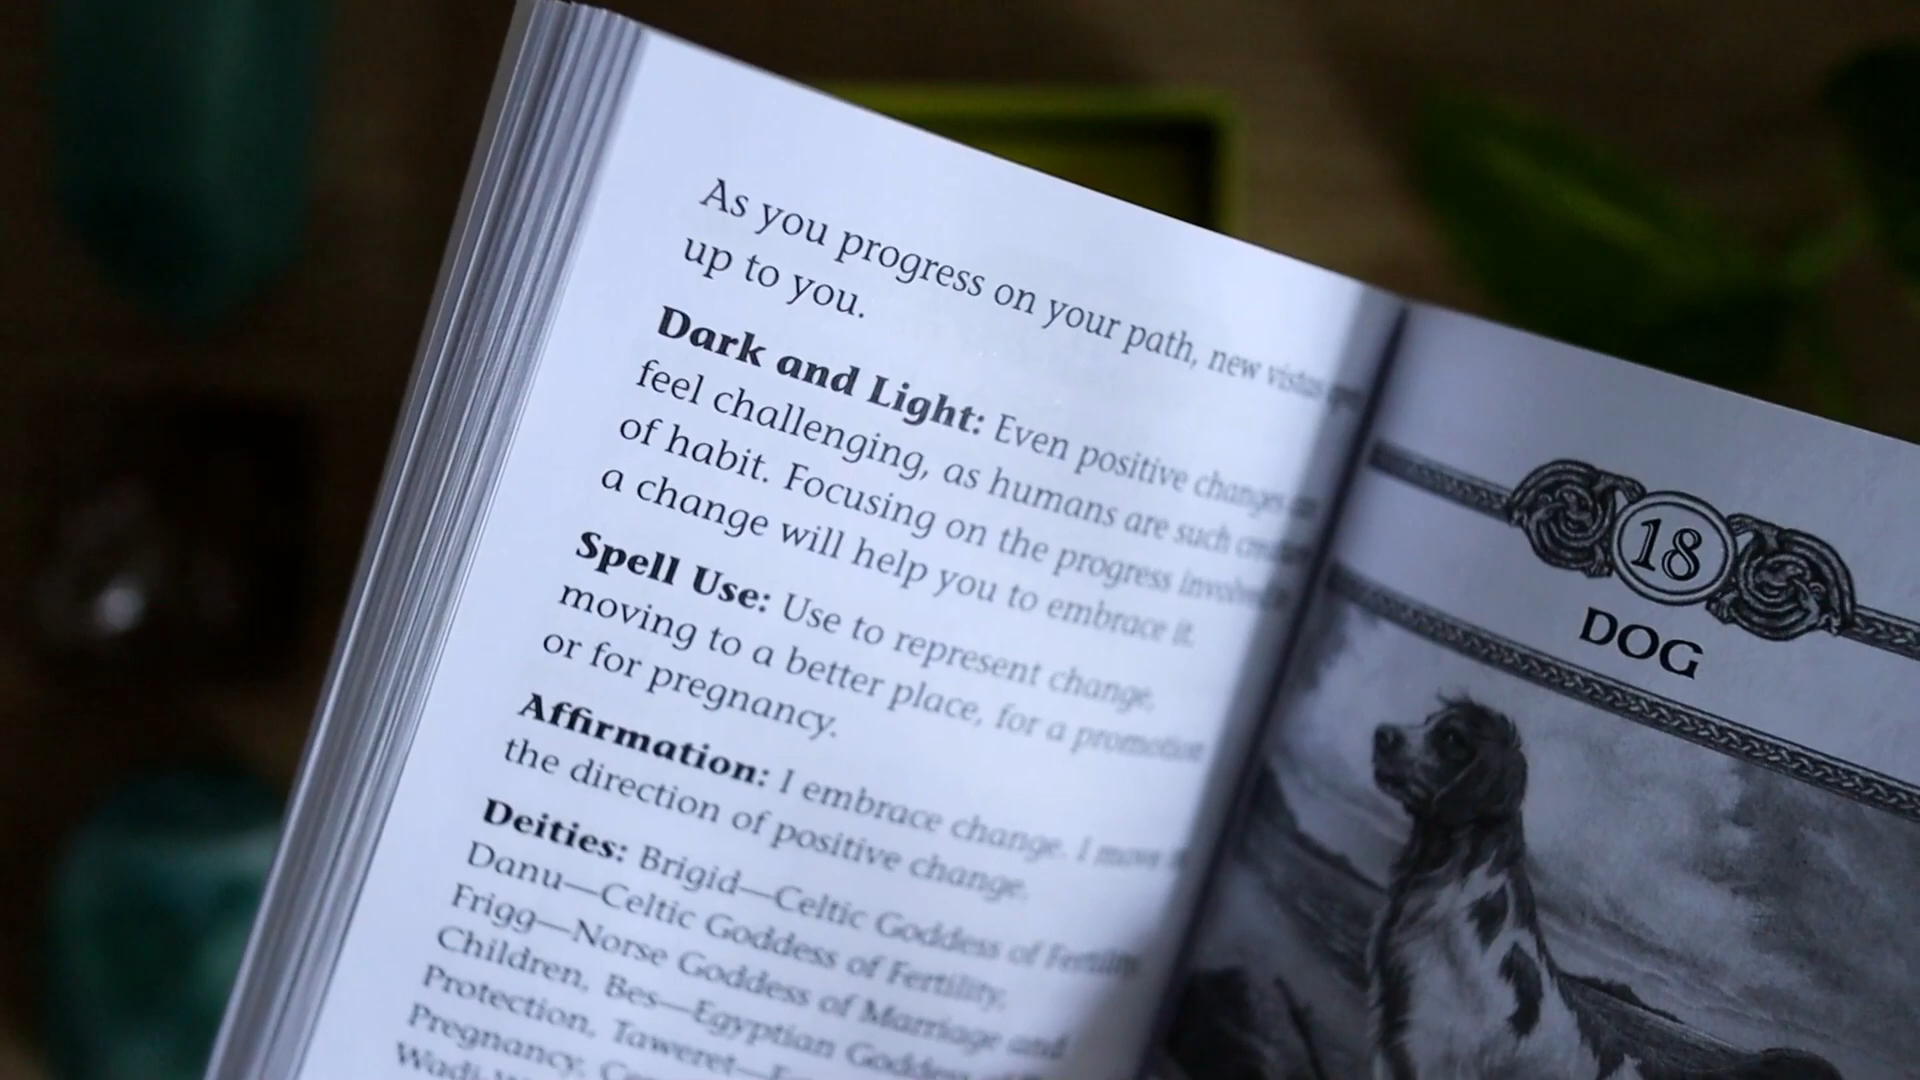 As you progress on your path, new vistas
up to you.
Dark and Light: Even positive changes can
feel challenging, as humans are such
of habit. Focusing on the progress involved
a change will help you to embrace it.
Spell Use: Use to represent change,
moving to a better place, for a promotion
or for pregnancy.
Affirmation: I embrace change. I move
the direction of positive change.
Deities: Brigid—Celtic Goddess of Fertility
Danu—Celtic Goddess of Fertility,
Frigg—Norse Goddess of Marriage and
Children, Bes—Egyptian Goddess
Protection, Taweret—
Pregnancy,
18
DOG